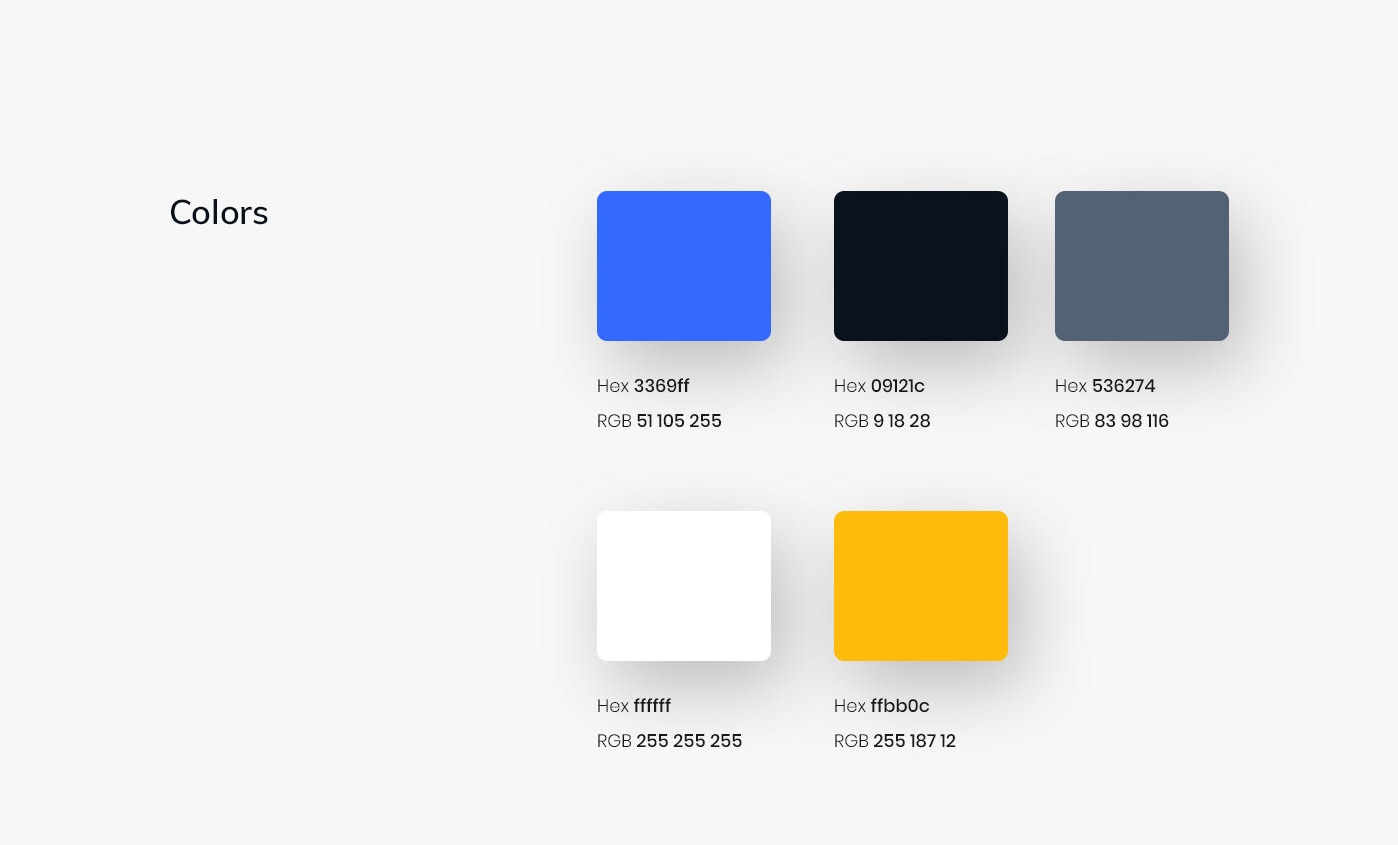 Colors
Hex 3369ff
RGB 51 105 255
Hex 09121c
RGB 9 18 28
Hex 536274
RGB 83 98 116
Hex ffffff
RGB 255 255 255
Hex ffbb0c
RGB 255 187 12